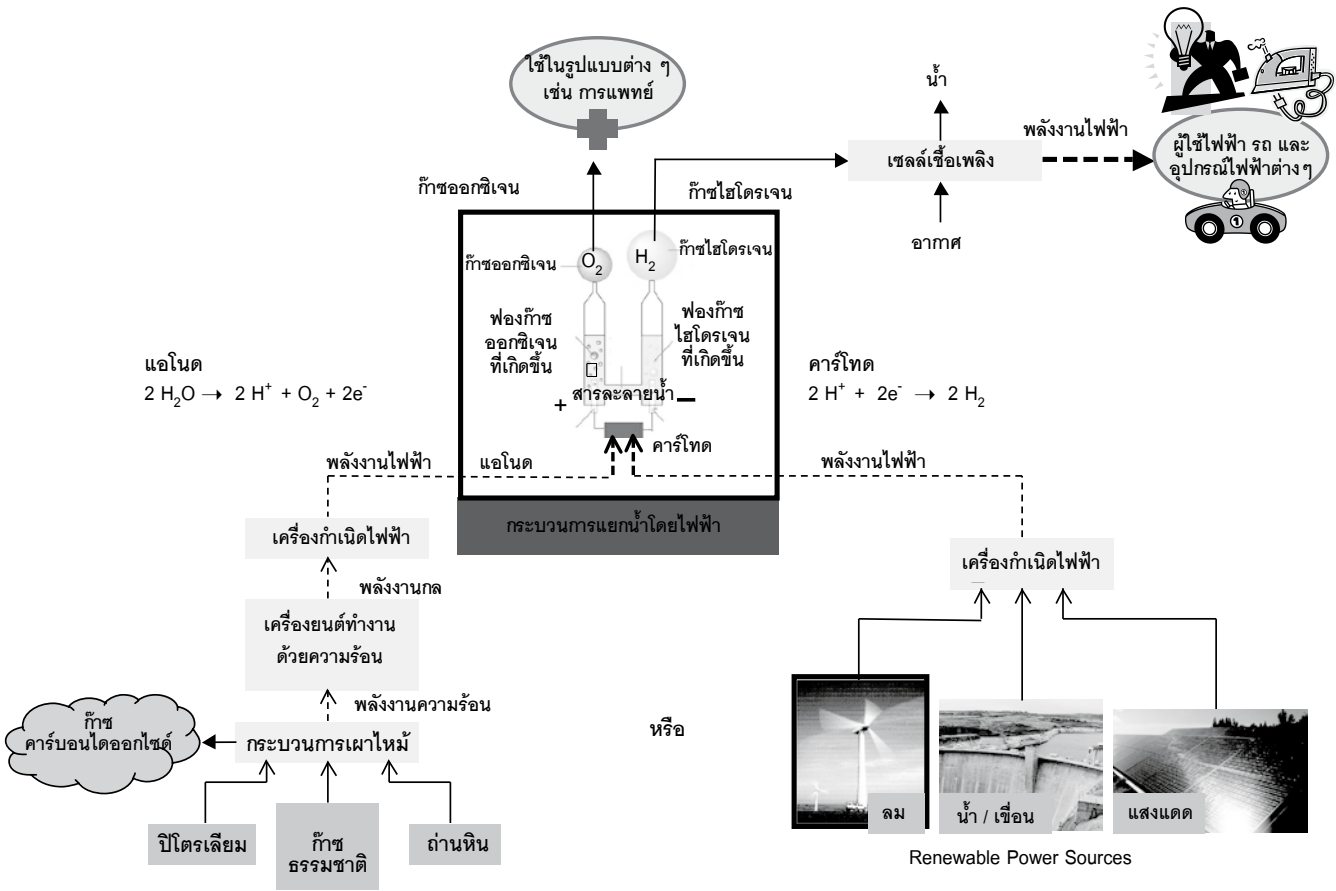 ใช้ในรูปแบบต่าง ๆ
เช่น การแพทย์
น้ำ
พลังงานไฟฟ้า
ผู้ใช้ไฟฟ้า รถ และ
อุปกรณ์ไฟฟ้าต่างๆ
เซลล์เชื้อเพลิง
อากาศ
1
ก๊าซออกซิเจน
ก๊าซไฮโดรเจน
ก๊าซออกซิเจน
O2
H2
ก๊าซไฮโดรเจน
ฟองก๊าซ
ออกซิเจน
ที่เกิดขึ้น
ฟองก๊าซ
ไฮโดรเจน
ที่เกิดขึ้น
สารละลายน้ำ
+
−
แอโนด
2 H2O → 2 H+ + O2 + 2e-
คาร์โทด
2 H+ + 2e- → 2 H2
คาร์โทด
พลังงานไฟฟ้า
แอโนด
พลังงานไฟฟ้า
กระบวนการแยกน้ำโดยไฟฟ้า
เครื่องกำเนิดไฟฟ้า
พลังงานกล
เครื่องยนต์ทำงาน
ด้วยความร้อน
พลังงานความร้อน
ก๊าซ
คาร์บอนไดออกไซด์
กระบวนการเผาไหม้
ปิโตรเลียม
ก๊าซ
ธรรมชาติ
ถ่านหิน
หรือ
เครื่องกำเนิดไฟฟ้า
ลม
น้ำ / เขื่อน
แสงแดด
Renewable Power Sources